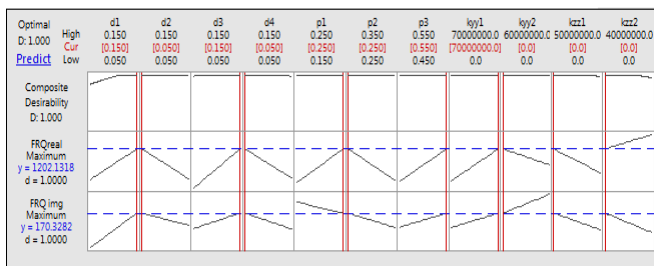 Optimal d1 d2 d3 d4 p1 p2 p3 kyy1 kyy2 kzz1 kzz2
D: 1.000 High 0.150 0.150 0.150 0.150 0.250 0.350 0.550 70000000.0 60000000.0 50000000.0 40000000.0
Cur [0.150] [0.050] [0.150] [0.050] [0.250] [0.250] [0.550] [70000000.0] [0.0] [0.0] [0.0]
Predict Low 0.050 0.050 0.050 0.050 0.150 0.250 0.450 0.0 0.0 0.0 0.0
Composite
Desirability
D: 1.000
FRQreal
Maximum
y = 1202.1318
d = 1.0000
FRQ img
Maximum
y = 170.3282
d = 1.0000